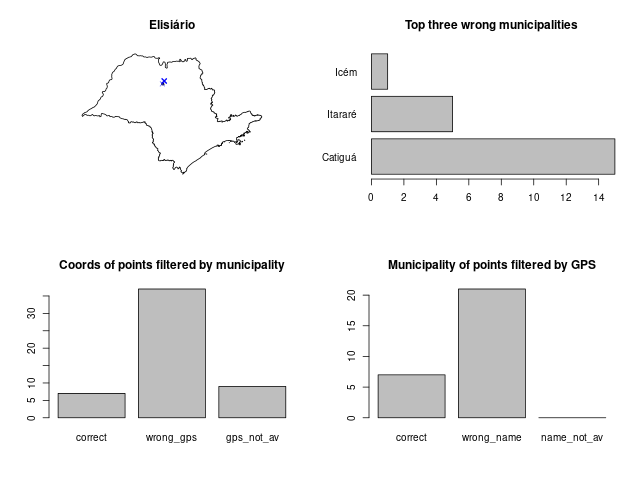 Elisiário
Top three wrong municipalities
Icém
Itararé
Catiguá
0 2 4 6 8 10 12 14
Coords of points filtered by municipality
30
10
5
0
correct wrong_gps gps_not_av
Municipality of points filtered by GPS
20
15
10
5
0
correct wrong_name name_not_av